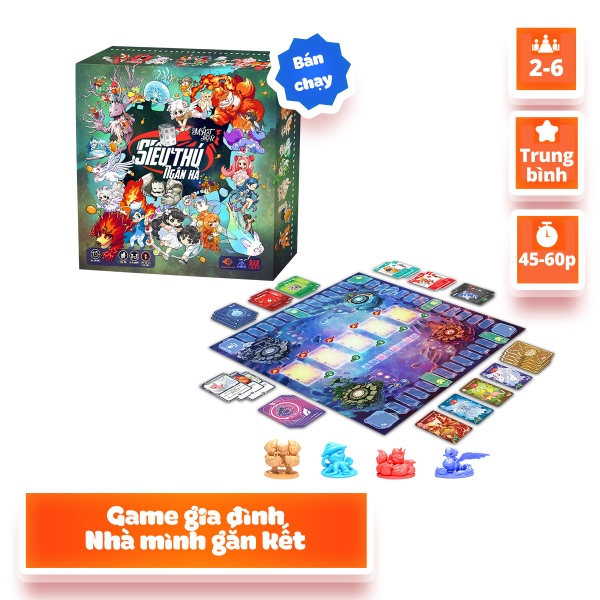 Bán
chạy
SIÊU THÚ
NGÂN HÀ
2-6
Trung
bình
45-60p
Game gia đình
Nhà mình gắn kết